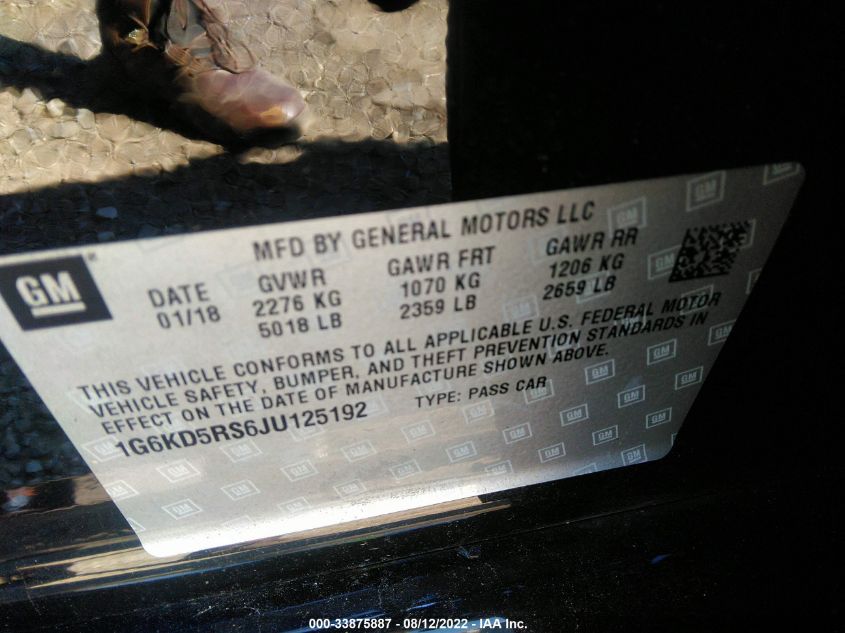 MFD BY GENERAL MOTORS LLC
GM
DATE GVWR GAWR FRT GAWR RR
01/18 2276 KG 1070 KG 1206 KG
5018 LB 2359 LB 2659 LB
THIS VEHICLE CONFORMS TO ALL APPLICABLE U.S. FEDERAL MOTOR
VEHICLE SAFETY, BUMPER, AND THEFT PREVENTION STANDARDS IN
EFFECT ON THE DATE OF MANUFACTURE SHOWN ABOVE.
1G6KD5RS6JU125192 TYPE: PASS CAR
000-33875887 - 08/12/2022 - IAA Inc.